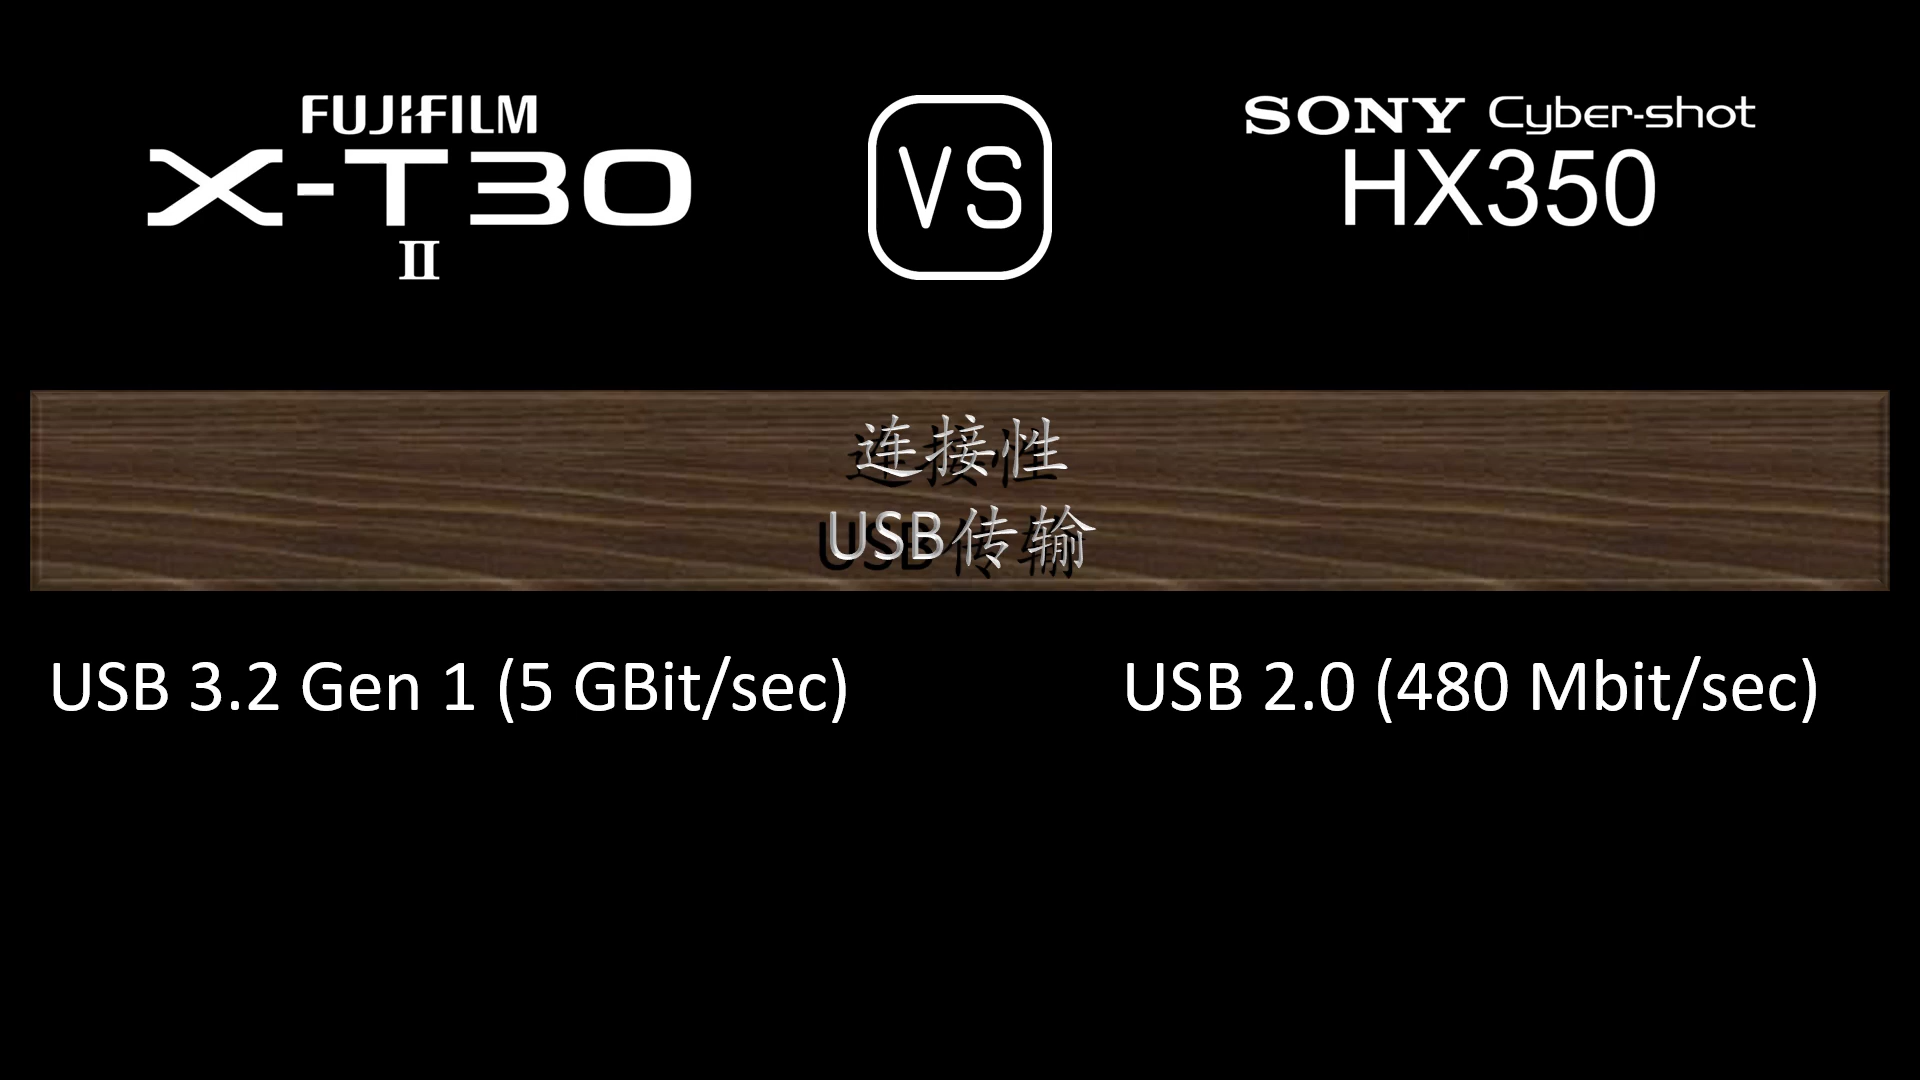 FUJIFILM
X-T30
II
VS
SONY Cyber-shot
HX350
连接性
USB传输
USB 3.2 Gen 1 (5 GBit/sec)
USB 2.0 (480 Mbit/sec)